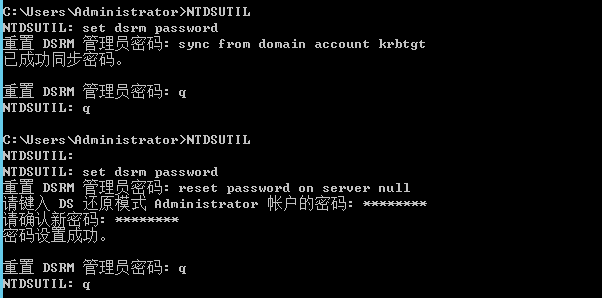 C:\Users\Administrator>NTDSUTIL
NTDSUTIL: set dsrm password
重置 DSRM 管理员密码: sync from domain account krbtgt
已成功同步密码。
重置 DSRM 管理员密码: q
NTDSUTIL: q
C:\Users\Administrator>NTDSUTIL
NTDSUTIL:
NTDSUTIL: set dsrm password
重置 DSRM 管理员密码: reset password on server null
请键入 DS 还原模式 Administrator 帐户的密码: ********
请确认新密码: ********
密码设置成功。
重置 DSRM 管理员密码: q
NTDSUTIL: q